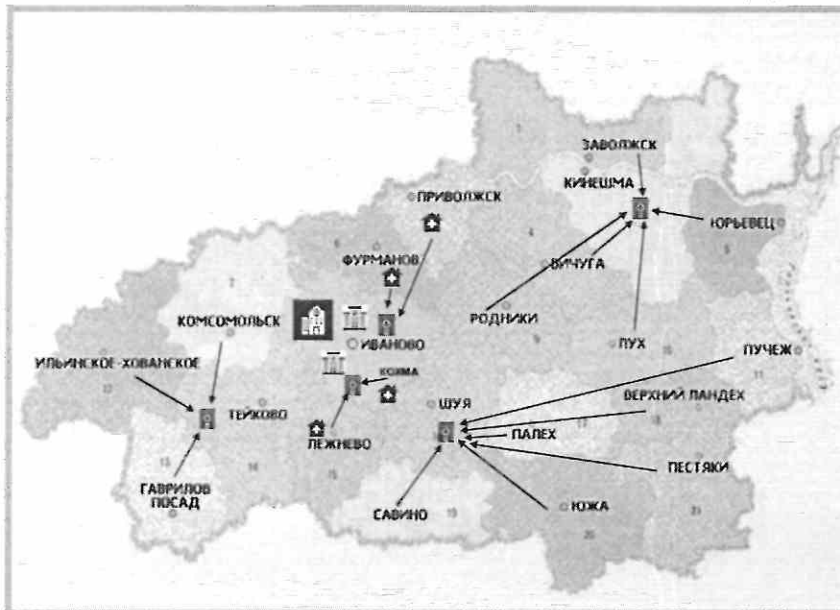 ЗАВОЛЖСК
КИНЕШМА
ПРИВОЛЖСК
ЮРЬЕВЕЦ
ФУРМАНОВ
ВИЧУГА
КОМСОМОЛЬСК
РОДНИКИ
ИВАНОВО
ЛУХ
ПУЧЕЖ
ИЛЬИНСКОЕ-ХОВАНСКОЕ
КОХМА
ВЕРХНИЙ ЛАНДЕХ
ТЕЙКОВО
ШУЯ
ЛЕЖНЕВО
ПАЛЕХ
ПЕСТЯКИ
ГАВРИЛОВ
ПОСАД
САВИНО
ЮЖА